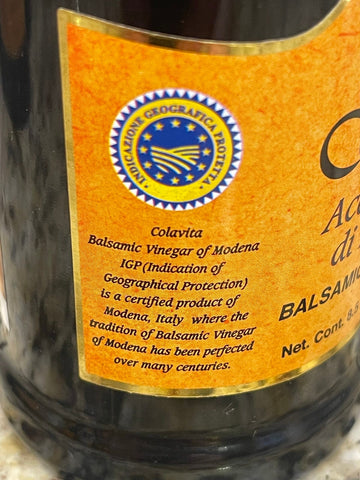 INDICAZIONE GEOGRAFICA PROTETTA
Colavita
Balsamic Vinegar of Modena
IGP (Indication of
Geographical Protection)
is a certified product of
Modena, Italy where the
tradition of Balsamic Vinegar
of Modena has been perfected
over many centuries.
di
BALSAMIC
Net. Cont.